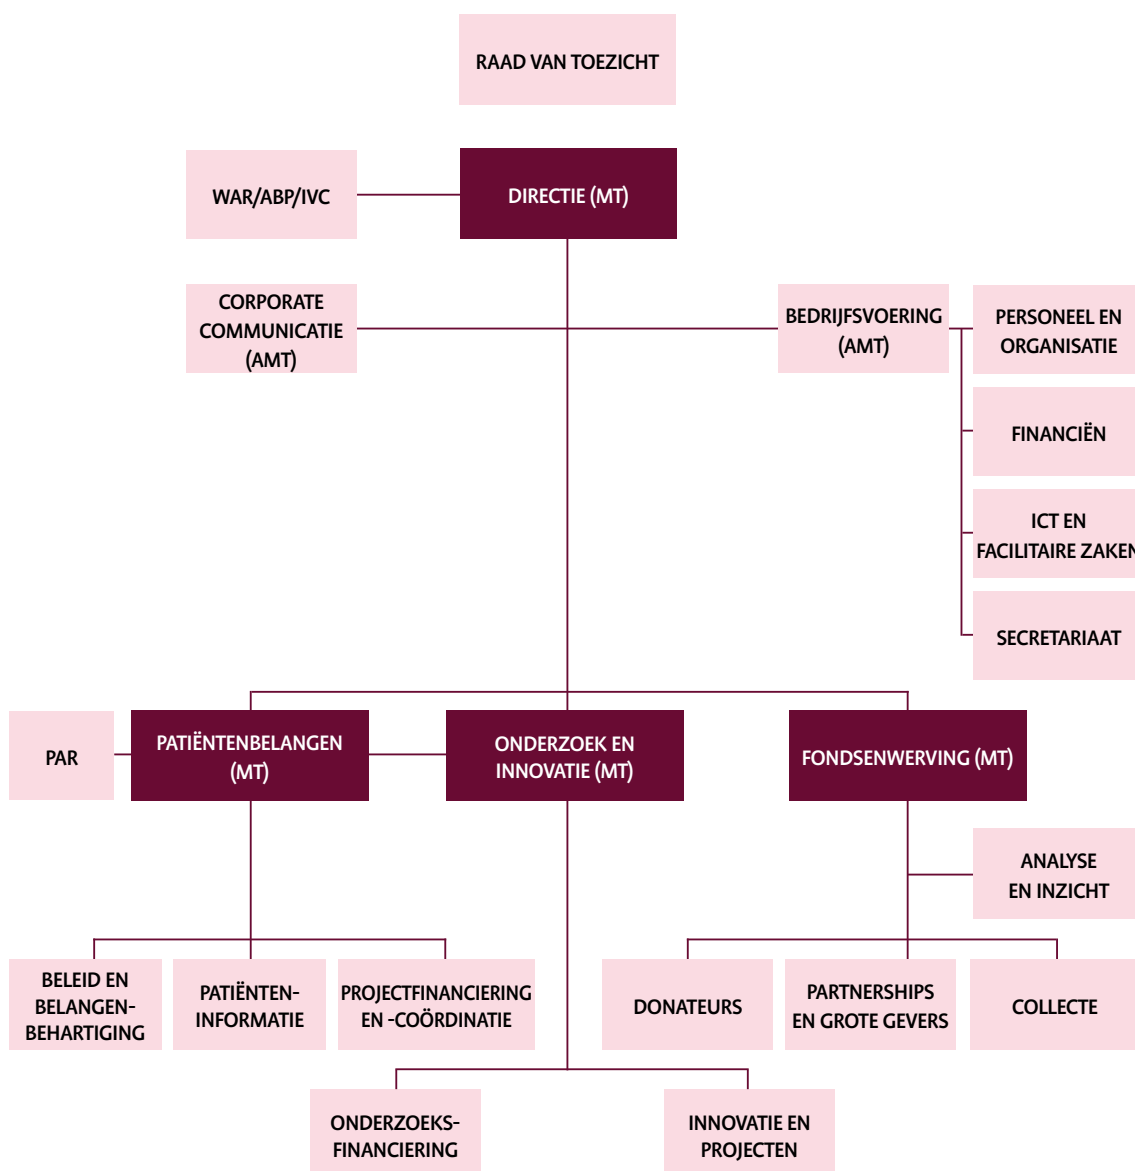 RAAD VAN TOEZICHT
WAR/ABP/IVC
DIRECTIE (MT)
CORPORATE
COMMUNICATIE
(AMT)
BEDRIJFSVOERING
(AMT)
PERSONEEL EN
ORGANISATIE
FINANCIËN
ICT EN
FACILITAIRE ZAKEN
SECRETARIAAT
PAR
PATIËNTENBELANGEN
(MT)
ONDERZOEK EN
INNOVATIE (MT)
FONDSENWERVING (MT)
ANALYSE
EN INZICHT
BELEID EN
BELANGEN-
BEHARTIGING
PATIËNTEN-
INFORMATIE
PROJECTFINANCIERING
EN -COÖRDINATIE
DONATEURS
PARTNERSHIPS
EN GROTE GEVERS
COLLECTE
ONDERZOEKS-
FINANCIERING
INNOVATIE EN
PROJECTEN